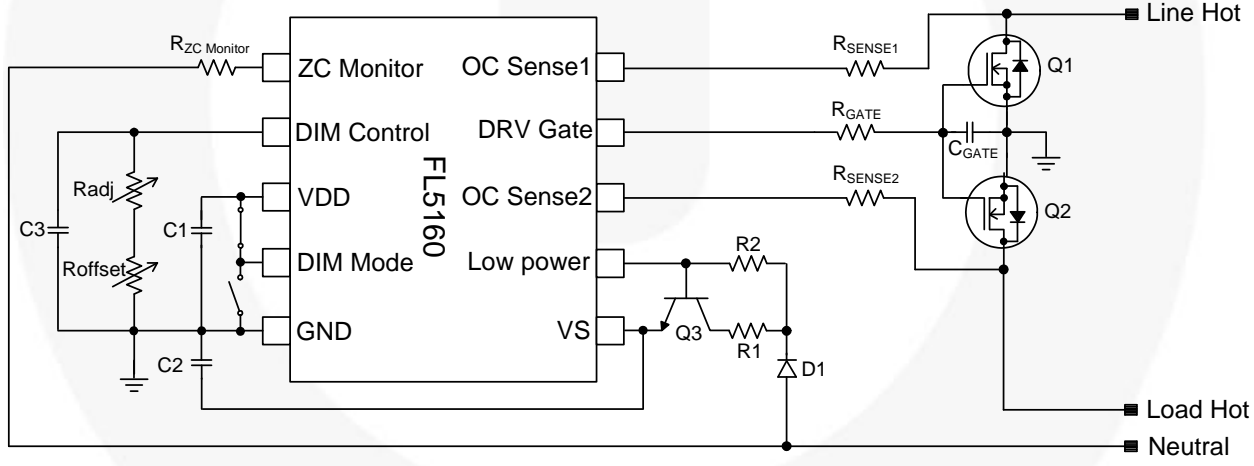 Line Hot
R ZC Monitor
ZC Monitor
OC Sense1
RSENSE1
Q1
DIM Control
DRV Gate
RGATE
CGATE
FL5160
Radj
VDD
OC Sense2
RSENSE2
Q2
C3
C1
Roffset
DIM Mode
Low power
R2
GND
VS
Q3
R1
C2
D1
Load Hot
Neutral